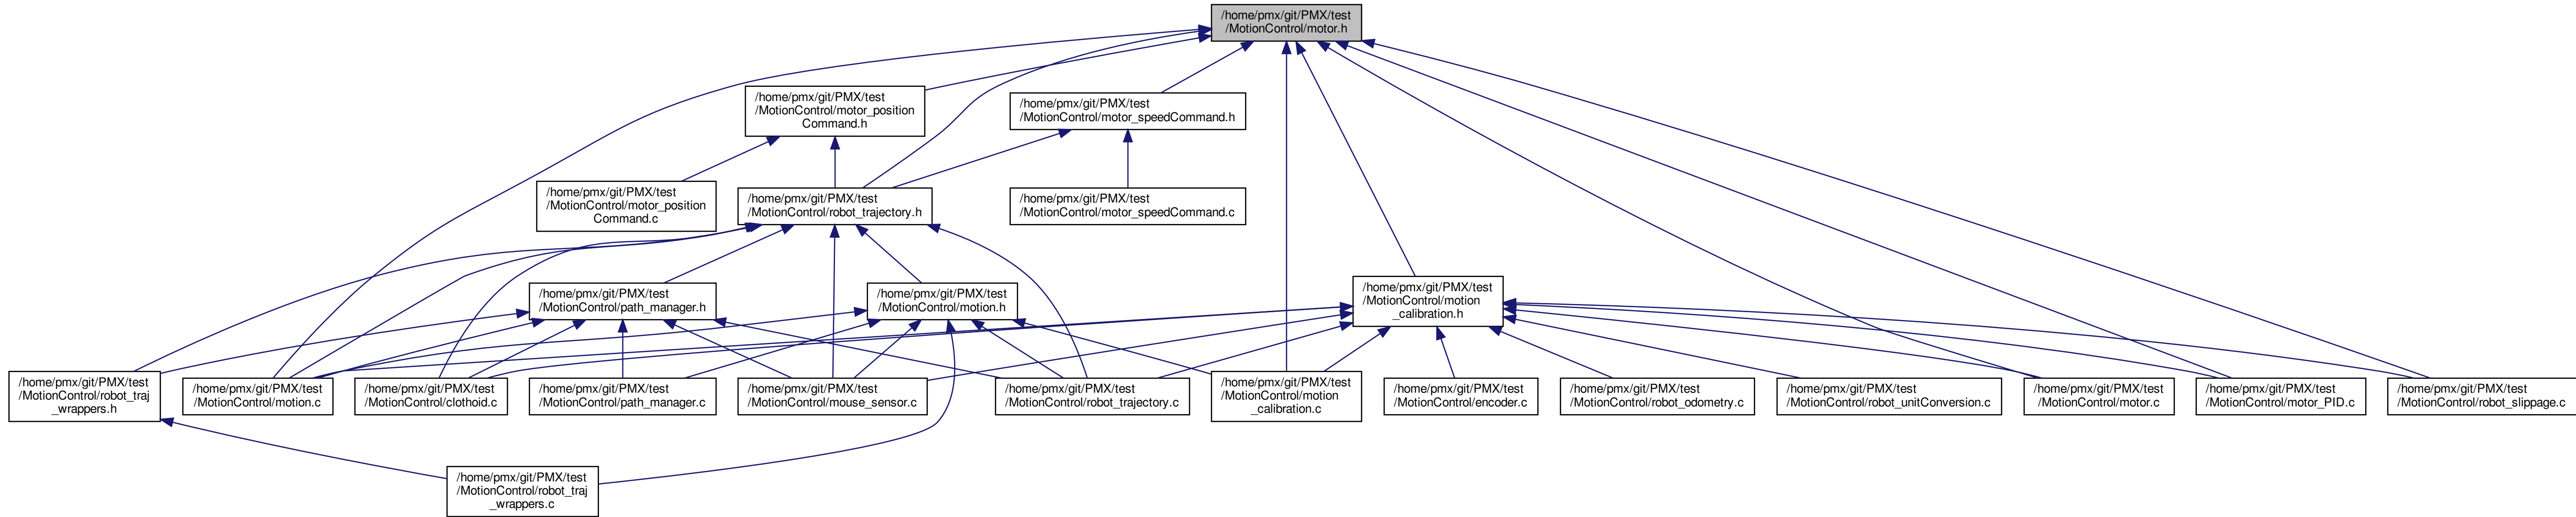 /home/pmx/git/PMX/test
/MotionControl/motor.h
/home/pmx/git/PMX/test
/MotionControl/motor_position
Command.h
/home/pmx/git/PMX/test
/MotionControl/motor_speedCommand.h
/home/pmx/git/PMX/test
/MotionControl/motor_position
Command.c
/home/pmx/git/PMX/test
/MotionControl/robot_trajectory.h
/home/pmx/git/PMX/test
/MotionControl/motor_speedCommand.c
/home/pmx/git/PMX/test
/MotionControl/path_manager.h
/home/pmx/git/PMX/test
/MotionControl/motion.h
/home/pmx/git/PMX/test
/MotionControl/motion
_calibration.h
/home/pmx/git/PMX/test
/MotionControl/robot_traj
_wrappers.h
/home/pmx/git/PMX/test
/MotionControl/motion.c
/home/pmx/git/PMX/test
/MotionControl/clothoid.c
/home/pmx/git/PMX/test
/MotionControl/path_manager.c
/home/pmx/git/PMX/test
/MotionControl/mouse_sensor.c
/home/pmx/git/PMX/test
/MotionControl/robot_trajectory.c
/home/pmx/git/PMX/test
/MotionControl/motion
_calibration.c
/home/pmx/git/PMX/test
/MotionControl/encoder.c
/home/pmx/git/PMX/test
/MotionControl/robot_odometry.c
/home/pmx/git/PMX/test
/MotionControl/robot_unitConversion.c
/home/pmx/git/PMX/test
/MotionControl/motor.c
/home/pmx/git/PMX/test
/MotionControl/motor_PID.c
/home/pmx/git/PMX/test
/MotionControl/robot_slippage.c
/home/pmx/git/PMX/test
/MotionControl/robot_traj
_wrappers.c